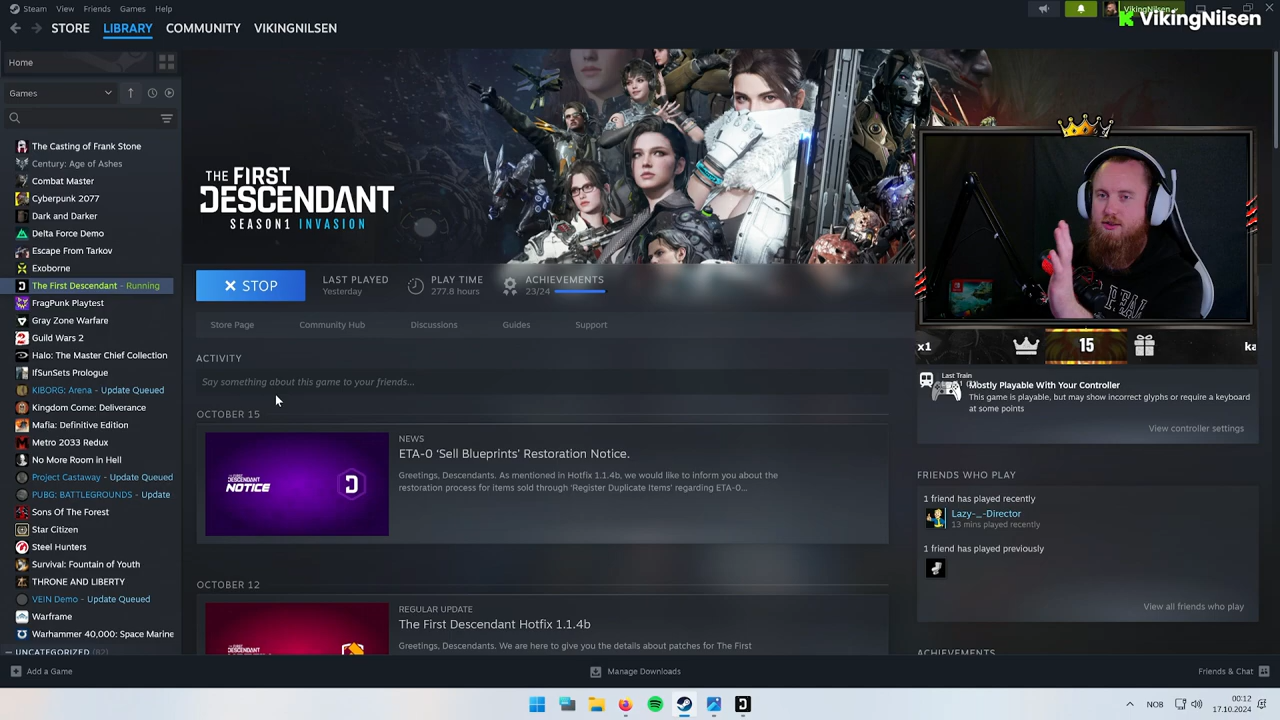 Steam View Friends Games Help
VikingNilsen
VikingNilsen
STORE LIBRARY COMMUNITY VIKINGNILSEN
Home
Games
The Casting of Frank Stone
Century: Age of Ashes
Combat Master
Cyberpunk 2077
Dark and Darker
Delta Force Demo
Escape From Tarkov
Exoborne
The First Descendant - Running
FragPunk Playtest
Gray Zone Warfare
Guild Wars 2
Halo: The Master Chief Collection
IfSunSets Prologue
KIBORG: Arena - Update Queued
Kingdom Come: Deliverance
Mafia: Definitive Edition
Metro 2033 Redux
No More Room in Hell
Project Castaway - Update Queued
PUBG: BATTLEGROUNDS - Update
Sons Of The Forest
Star Citizen
Steel Hunters
Survival: Fountain of Youth
THRONE AND LIBERTY
VEIN Demo - Update Queued
Warframe
Warhammer 40,000: Space Marine
UNCATEGORIZED (82)
THE FIRST
DESCENDANT
SEASON1 INVASION
STOP
LAST PLAYED
Yesterday
PLAY TIME
277.8 hours
ACHIEVEMENTS
23/24
Store Page Community Hub Discussions Guides Support
ACTIVITY
Say something about this game to your friends...
OCTOBER 15
THE FIRST DESCENDANT
NOTICE
NEWS
ETA-0 ‘Sell Blueprints’ Restoration Notice.
Greetings, Descendants. As mentioned in Hotfix 1.1.4b, we would like to inform you about the
restoration process for items sold through ‘Register Duplicate Items’ regarding ETA-0...
OCTOBER 12
REGULAR UPDATE
The First Descendant Hotfix 1.1.4b
Greetings, Descendants. We are here to give you the details about patches for The First
x1
15
ka
Last Train
Mostly Playable With Your Controller
This game is playable, but may show incorrect glyphs or require a keyboard
at some points
View controller settings
FRIENDS WHO PLAY
1 friend has played recently
Lazy-_-Director
13 mins played recently
1 friend has played previously
View all friends who play
ACHIEVEMENTS
Add a Game
Manage Downloads
Friends & Chat
NOB
00:12
17.10.2024